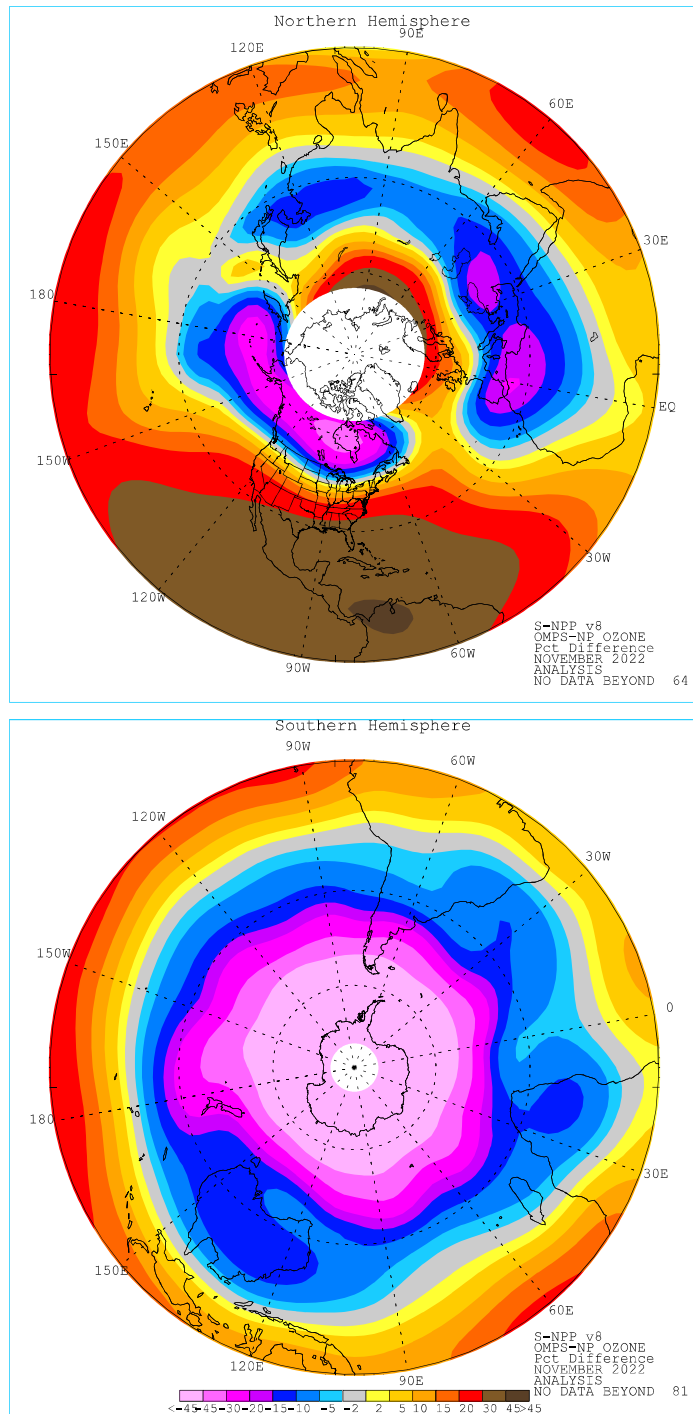 Northern Hemisphere
90E
120E
60E
150E
30E
180
EQ
150W
30W
120W
60W
90W
S-NPP v8
OMPS-NP OZONE
Pct Difference
NOVEMBER 2022
ANALYSIS
NO DATA BEYOND 64
Southern Hemisphere
90W
60W
120W
30W
150W
0
180
30E
150E
60E
120E
90E
S-NPP v8
OMPS-NP OZONE
Pct Difference
NOVEMBER 2022
ANALYSIS
NO DATA BEYOND 81
<-45 -45 -30 -20 -15 -10 -5 -2 2 5 10 15 20 30 45 >45